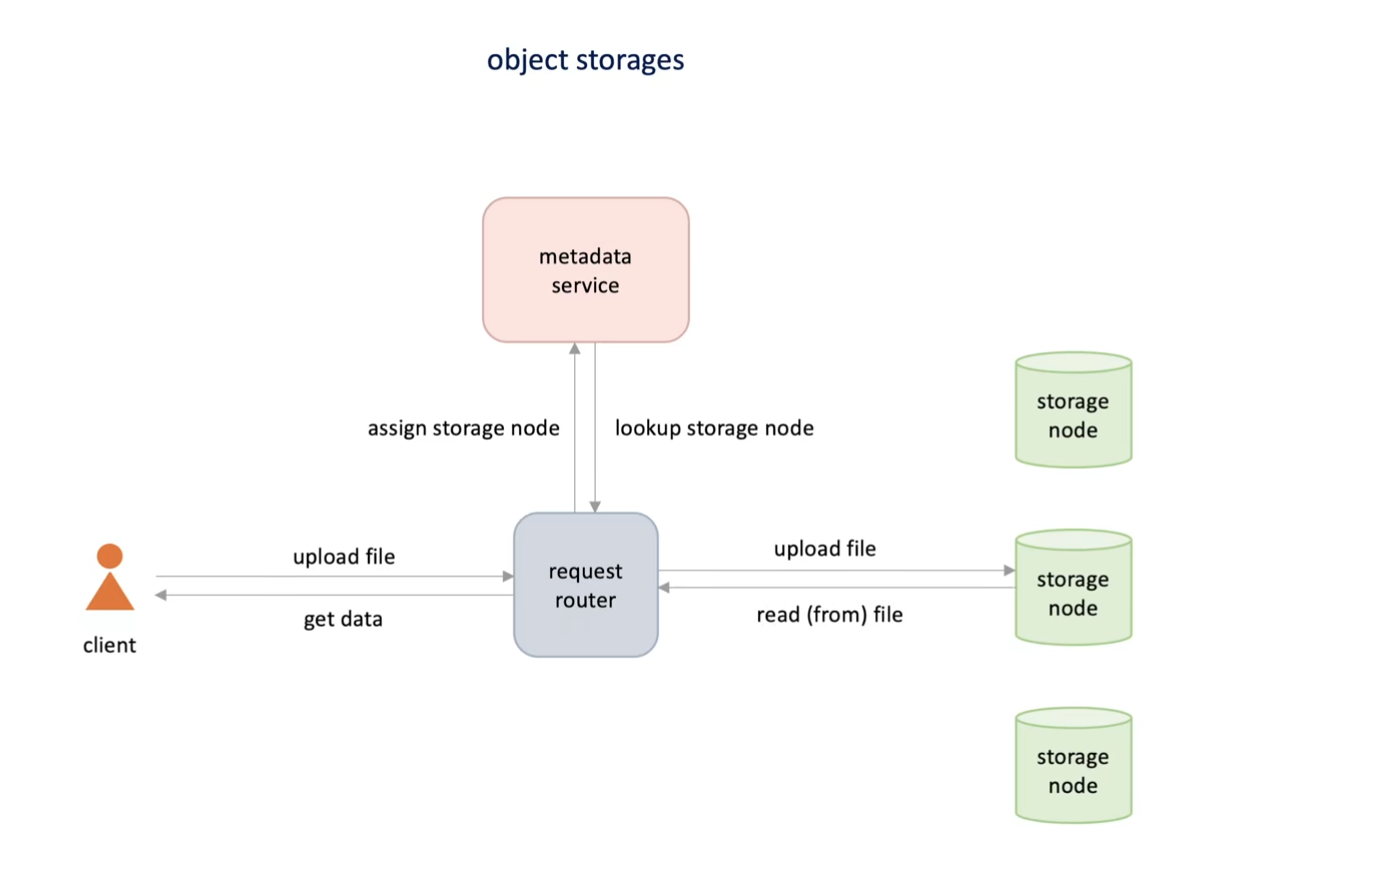 object storages
metadata
service
assign storage node
lookup storage node
storage
node
upload file
get data
client
request
router
upload file
read (from) file
storage
node
storage
node